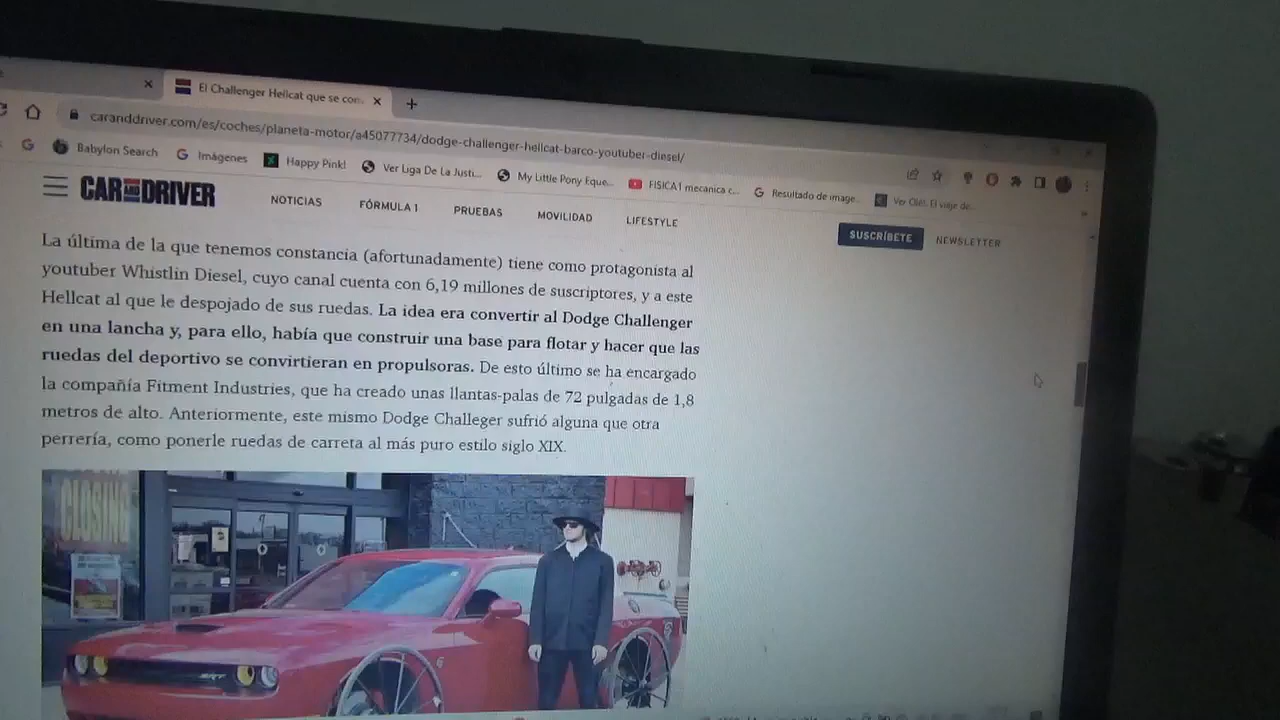 El Challenger Hellcat que se con
caranddriver.com/es/coches/planeta-motor/a45077734/dodge-challenger-hellcat-barco-youtuber-diesel/
Babylon Search
Imágenes
Happy Pink!
Ver Liga De La Justi...
My Little Pony Eque...
FISICA1 mecanica c...
Resultado de image...
CAR AND DRIVER
NOTICIAS
FÓRMULA 1
PRUEBAS
MOVILIDAD
LIFESTYLE
SUSCRÍBETE
NEWSLETTER
La última de la que tenemos constancia (afortunadamente) tiene como protagonista al
youtuber Whistlin Diesel, cuyo canal cuenta con 6,19 millones de suscriptores, y a este
Hellcat al que le despojado de sus ruedas. La idea era convertir al Dodge Challenger
en una lancha y, para ello, había que construir una base para flotar y hacer que las
ruedas del deportivo se convirtieran en propulsoras. De esto último se ha encargado
la compañía Fitment Industries, que ha creado unas llantas-palas de 72 pulgadas de 1,8
metros de alto. Anteriormente, este mismo Dodge Challeger sufrió alguna que otra
perrería, como ponerle ruedas de carreta al más puro estilo siglo XIX.
CLOSING
SRT